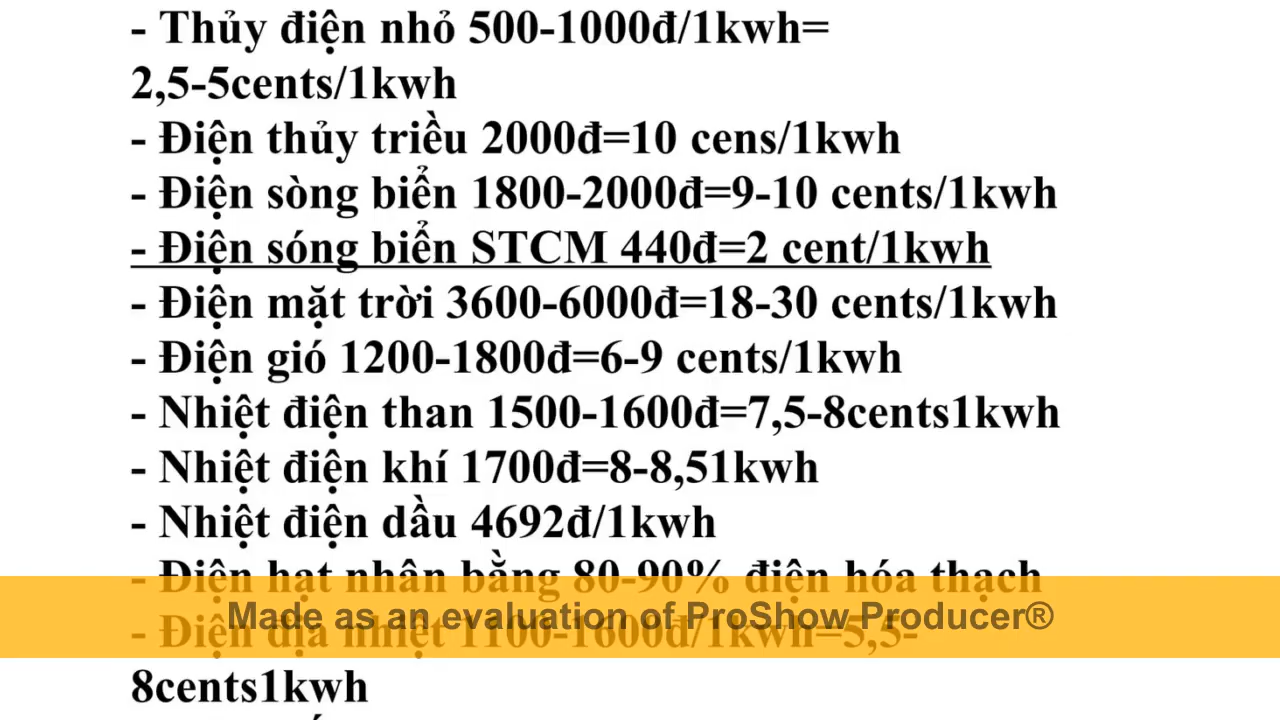 - Thủy điện nhỏ 500-1000đ/1kwh=
2,5-5cents/1kwh
- Điện thủy triều 2000đ=10 cens/1kwh
- Điện sòng biển 1800-2000đ=9-10 cents/1kwh
- Điện sóng biển STCM 440đ=2 cent/1kwh
- Điện mặt trời 3600-6000đ=18-30 cents/1kwh
- Điện gió 1200-1800đ=6-9 cents/1kwh
- Nhiệt điện than 1500-1600đ=7,5-8cents1kwh
- Nhiệt điện khí 1700đ=8-8,51kwh
- Nhiệt điện dầu 4692đ/1kwh
- Điện hạt nhân bằng 80-90% điện hóa thạch
Made as an evaluation of ProShow Producer®
- Điện địa nhiệt 1100-1600đ/1kwh=5,5-
8cents1kwh